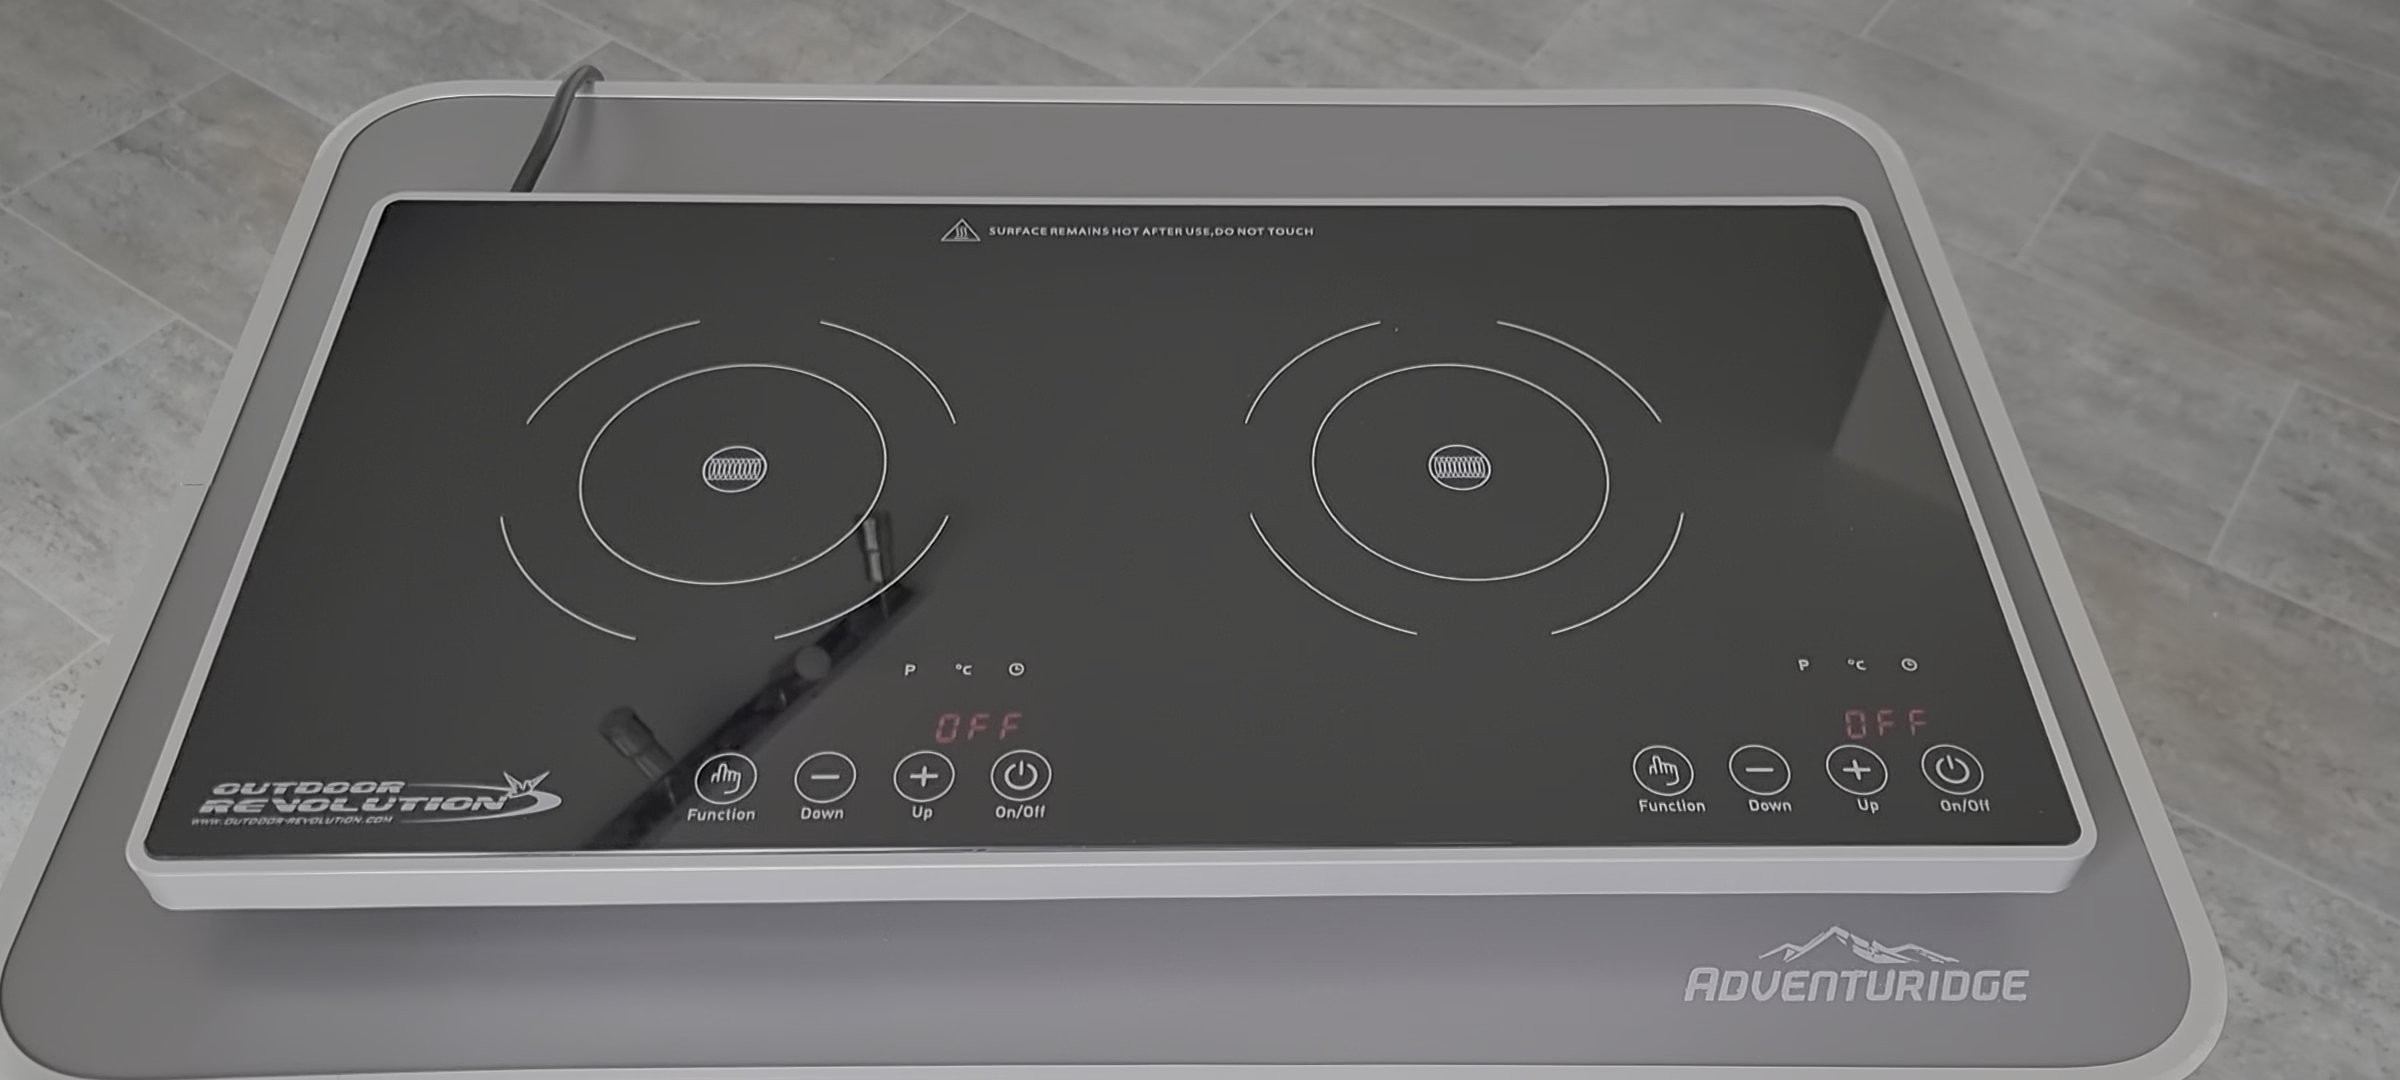 SURFACE REMAINS HOT AFTER USE,DO NOT TOUCH
P °C
P °C
OFF
OFF
Function Down Up On/Off
Function Down Up On/Off
OUTDOOR
REVOLUTION
WWW.OUTDOOR-REVOLUTION.COM
ADVENTURIDGE